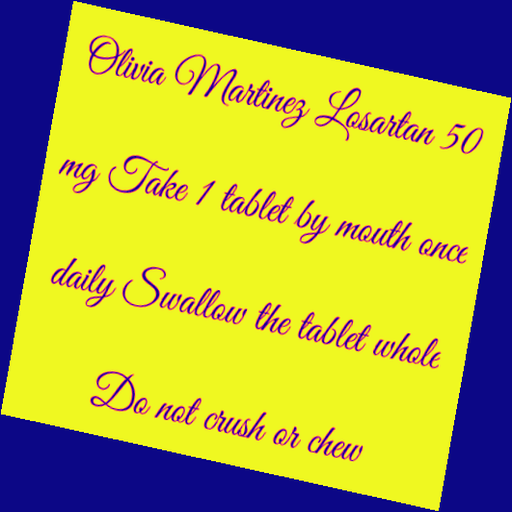 Olivia Martinez Losartan 50
mg Take 1 tablet by mouth once
daily Swallow the tablet whole
Do not crush or chew